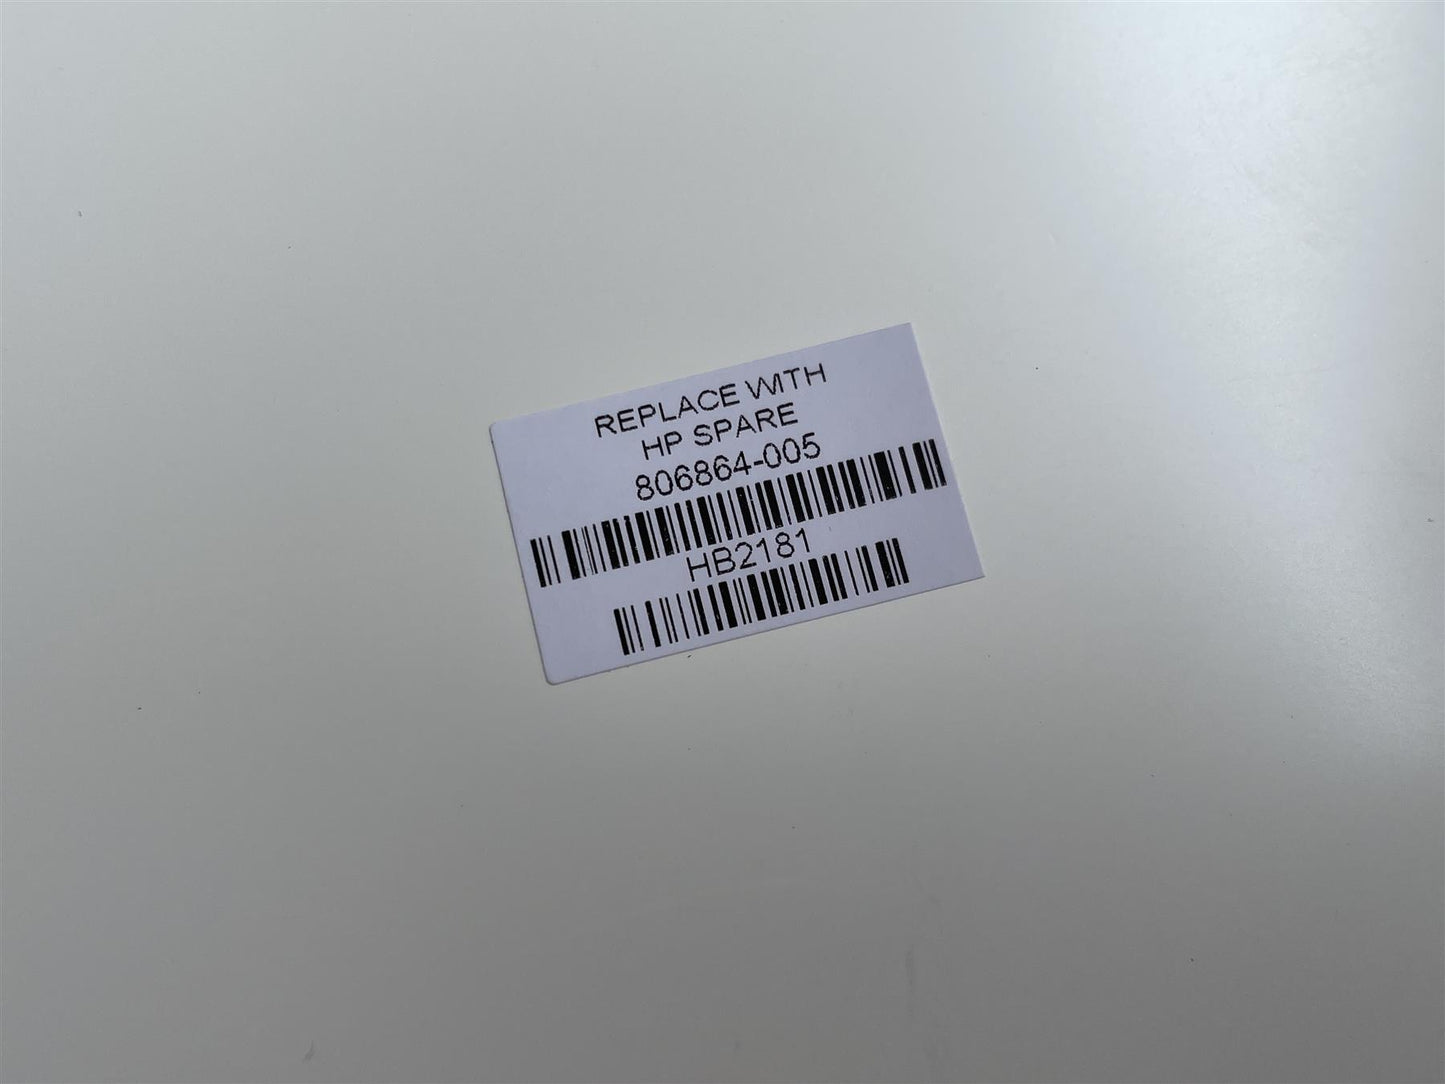 REPLACE WITH
HP SPARE
806864-005
HB2181